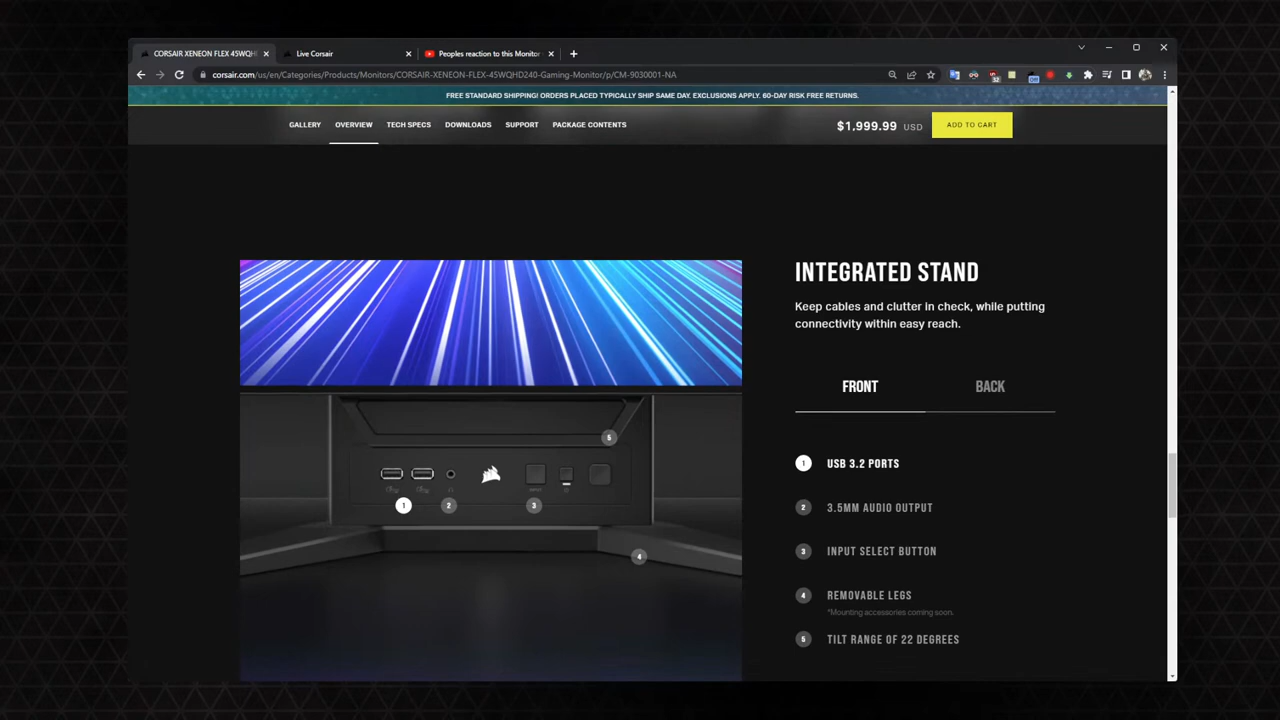 CORSAIR XENEON FLEX 45WQH
Live Corsair
Peoples reaction to this Monitor
corsair.com/us/en/Categories/Products/Monitors/CORSAIR-XENEON-FLEX-45WQHD240-Gaming-Monitor/p/CM-9030001-NA
FREE STANDARD SHIPPING! ORDERS PLACED TYPICALLY SHIP SAME DAY. EXCLUSIONS APPLY. 60-DAY RISK FREE RETURNS.
GALLERY OVERVIEW TECH SPECS DOWNLOADS SUPPORT PACKAGE CONTENTS $1,999.99 USD ADD TO CART
INTEGRATED STAND
Keep cables and clutter in check, while putting
connectivity within easy reach.
FRONT BACK
5
1 2 3
4
1 USB 3.2 PORTS
2 3.5MM AUDIO OUTPUT
3 INPUT SELECT BUTTON
4 REMOVABLE LEGS
*Mounting accessories coming soon.
5 TILT RANGE OF 22 DEGREES